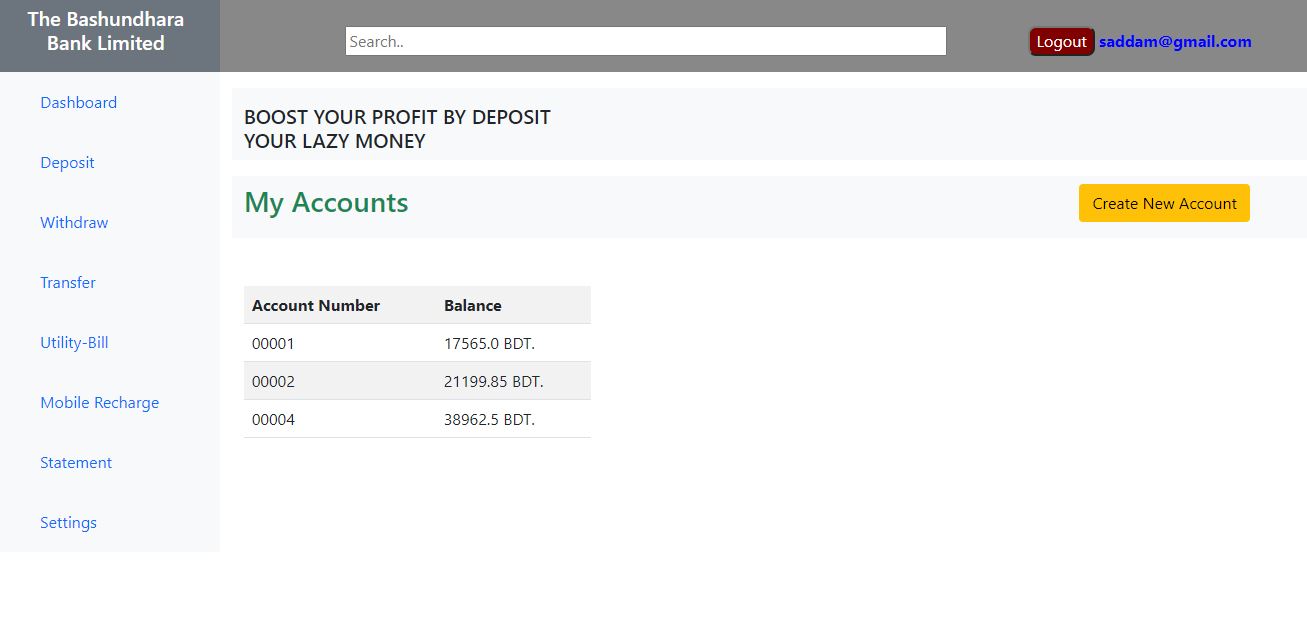 The Bashundhara
Bank Limited
Search..
Logout saddam@gmail.com
Dashboard
Deposit
Withdraw
Transfer
Utility-Bill
Mobile Recharge
Statement
Settings
BOOST YOUR PROFIT BY DEPOSIT
YOUR LAZY MONEY
My Accounts
Create New Account
Account Number Balance
00001 17565.0 BDT.
00002 21199.85 BDT.
00004 38962.5 BDT.